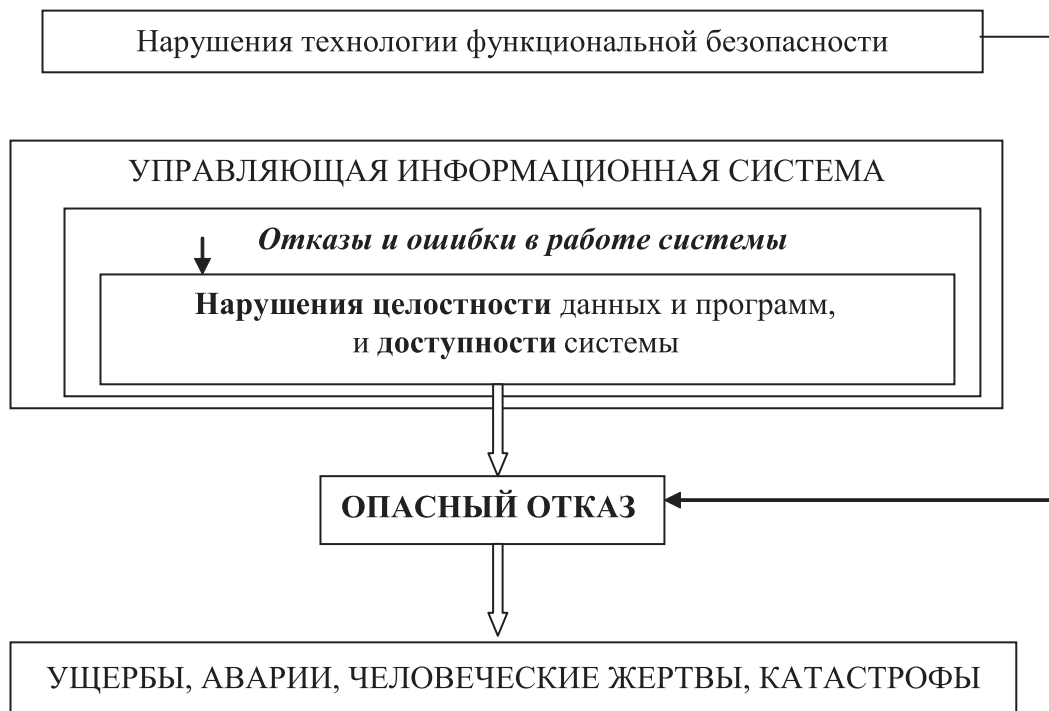 Нарушения технологии функциональной безопасности
УПРАВЛЯЮЩАЯ ИНФОРМАЦИОННАЯ СИСТЕМА
Отказы и ошибки в работе системы
Нарушения целостности данных и программ,
и доступности системы
ОПАСНЫЙ ОТКАЗ
УЩЕРБЫ, АВАРИИ, ЧЕЛОВЕЧЕСКИЕ ЖЕРТВЫ, КАТАСТРОФЫ